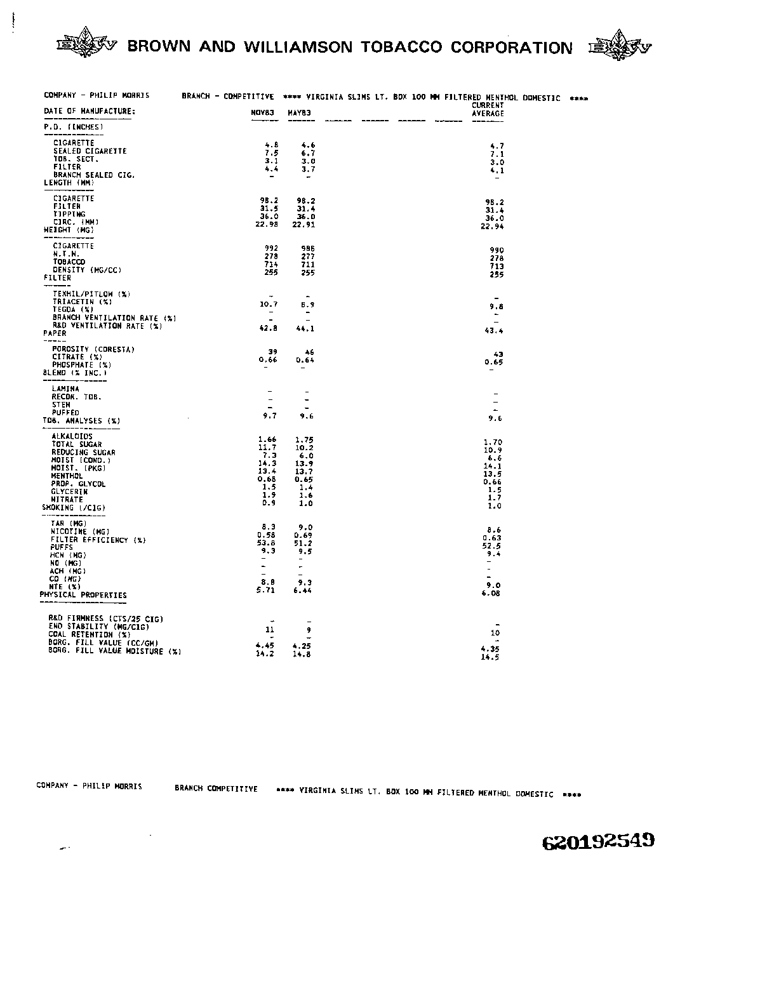 BROWN AND WILLIAMSON TOBACCO CORPORATION
COMPANY - PHILIP MORRIS BRANCH - COMPETITIVE **** VIRGINIA SLIMS LT. BOX 100 MM FILTERED MENTHOL DOMESTIC ****
CURRENT
DATE OF MANUFACTURE: NOV83 MAY83 AVERAGE
P.D. (INCHES)
CIGARETTE 4.8 4.6 4.7
SEALED CIGARETTE 7.5 6.7 7.1
TOB. SECT. 3.1 3.0 3.0
FILTER 4.4 3.7 4.1
BRANCH SEALED CIG. - - -
LENGTH (MM)
CIGARETTE 98.2 98.2 98.2
FILTER 31.5 31.4 31.4
TIPPING 36.0 36.0 36.0
CIRC. (MM) 22.98 22.91 22.94
WEIGHT (MG)
CIGARETTE 992 988 990
N.T.M. 278 277 278
TOBACCO 714 711 713
DENSITY (MG/CC) 255 255 255
FILTER
TEXHIL/PITLOW (%) - - -
TRIACETIN (%) 10.7 8.9 9.8
TEGDA (%) - - -
BRANCH VENTILATION RATE (%) - - -
R&D VENTILATION RATE (%) 42.8 44.1 43.4
PAPER
POROSITY (CORESTA) 39 46 43
CITRATE (%) 0.66 0.64 0.65
PHOSPHATE (%) - - -
BLEND (% INC.)
LAMINA - - -
RECON. TOB. - - -
STEM - - -
PUFFED 9.7 9.6 9.6
TOB. ANALYSES (%)
ALKALOIDS 1.66 1.75 1.70
TOTAL SUGAR 11.7 10.2 10.9
REDUCING SUGAR 7.3 6.0 6.6
MOIST (COND.) 14.3 13.9 14.1
MOIST. (PKG) 13.4 13.7 13.5
MENTHOL 0.68 0.65 0.66
PROP. GLYCOL 1.5 1.4 1.5
GLYCERIN 1.9 1.6 1.7
NITRATE 0.9 1.0 1.0
SMOKING (/CIG)
TAR (MG) 8.3 9.0 8.6
NICOTINE (MG) 0.58 0.69 0.63
FILTER EFFICIENCY (%) 53.8 51.2 52.5
PUFFS 9.3 9.5 9.4
HCN (MG) - - -
NO (MG) - - -
ACH (MG) - - -
CO (MG) 8.8 9.3 9.0
NTE (%) 5.71 6.44 6.08
PHYSICAL PROPERTIES
R&D FIRMNESS (CTS/25 CIG) - - -
END STABILITY (MG/CIG) 11 9 10
COAL RETENTION (%) - - -
BORG. FILL VALUE (CC/GM) 4.45 4.25 4.35
BORG. FILL VALUE MOISTURE (%) 14.2 14.8 14.5
COMPANY - PHILIP MORRIS BRANCH COMPETITIVE **** VIRGINIA SLIMS LT. BOX 100 MM FILTERED MENTHOL DOMESTIC ****
620192549